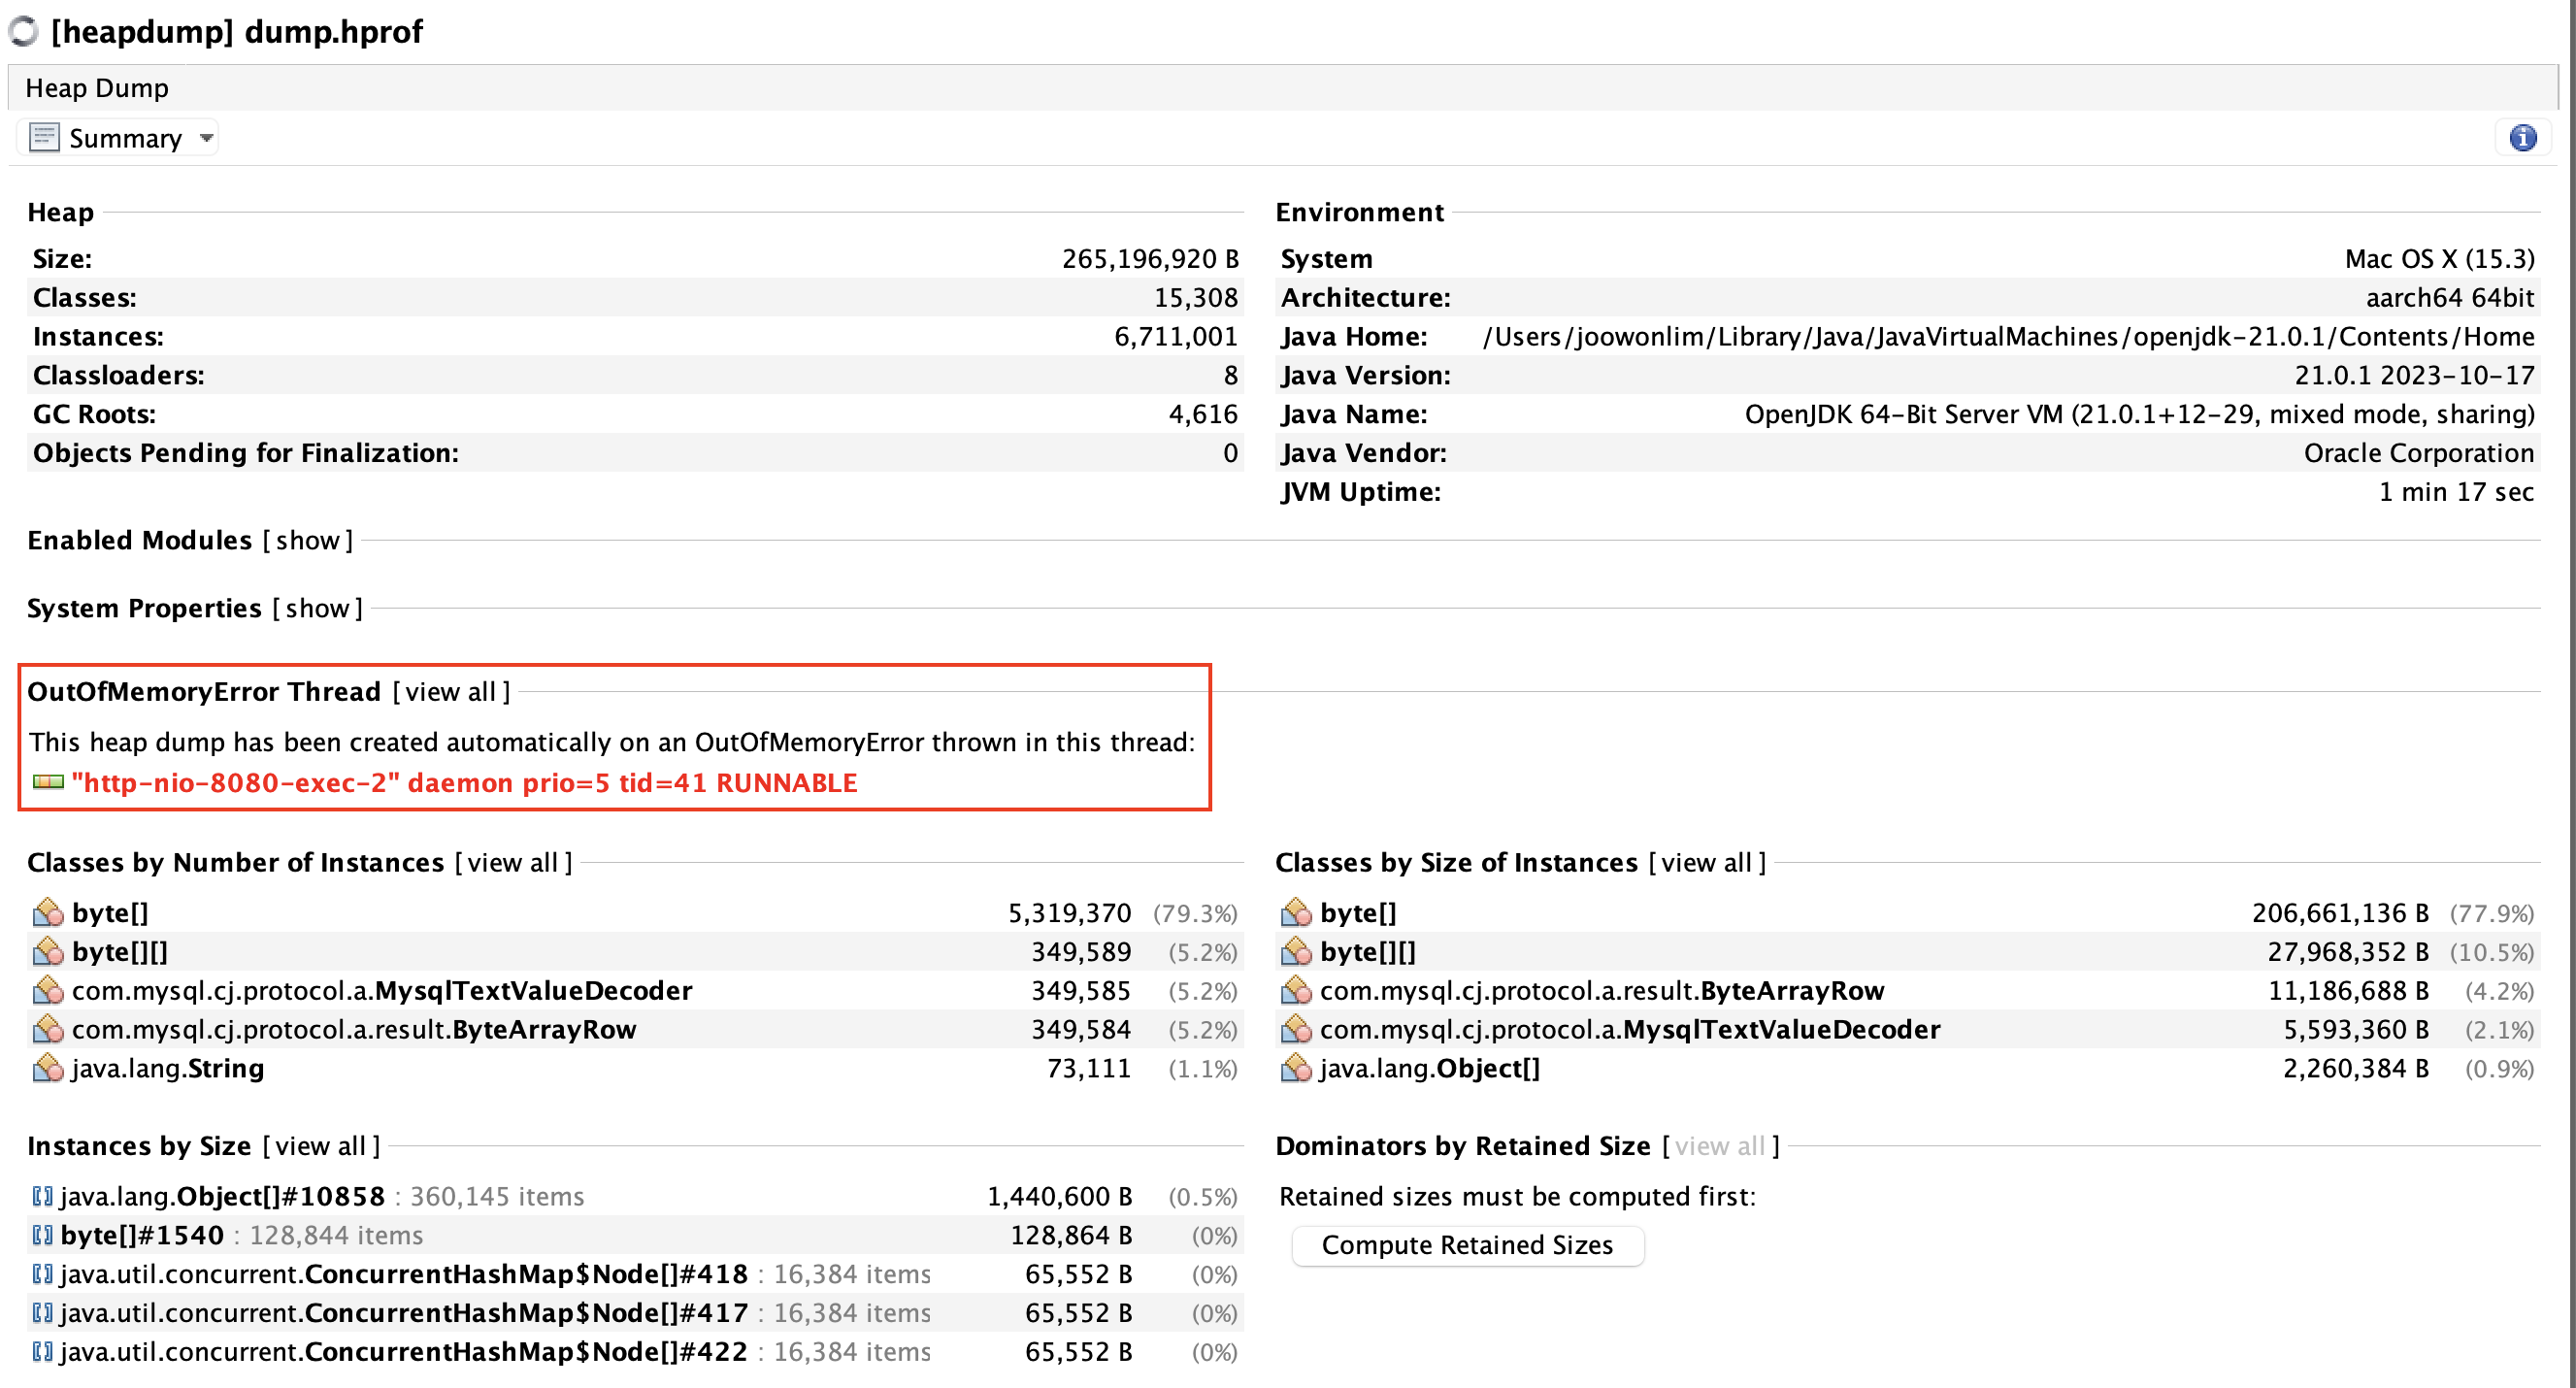 [heapdump] dump.hprof
Heap Dump
Summary
Heap
Size: 265,196,920 B
Classes: 15,308
Instances: 6,711,001
Classloaders: 8
GC Roots: 4,616
Objects Pending for Finalization: 0
Environment
System Mac OS X (15.3)
Architecture: aarch64 64bit
Java Home: /Users/joowonlim/Library/Java/JavaVirtualMachines/openjdk-21.0.1/Contents/Home
Java Version: 21.0.1 2023-10-17
Java Name: OpenJDK 64-Bit Server VM (21.0.1+12-29, mixed mode, sharing)
Java Vendor: Oracle Corporation
JVM Uptime: 1 min 17 sec
Enabled Modules [show]
System Properties [show]
OutOfMemoryError Thread [view all]
This heap dump has been created automatically on an OutOfMemoryError thrown in this thread:
"http-nio-8080-exec-2" daemon prio=5 tid=41 RUNNABLE
Classes by Number of Instances [view all]
byte[] 5,319,370 (79.3%)
byte[][] 349,589 (5.2%)
com.mysql.cj.protocol.a.MysqlTextValueDecoder 349,585 (5.2%)
com.mysql.cj.protocol.a.result.ByteArrayRow 349,584 (5.2%)
java.lang.String 73,111 (1.1%)
Classes by Size of Instances [view all]
byte[] 206,661,136 B (77.9%)
byte[][] 27,968,352 B (10.5%)
com.mysql.cj.protocol.a.result.ByteArrayRow 11,186,688 B (4.2%)
com.mysql.cj.protocol.a.MysqlTextValueDecoder 5,593,360 B (2.1%)
java.lang.Object[] 2,260,384 B (0.9%)
Instances by Size [view all]
java.lang.Object[]#10858 : 360,145 items 1,440,600 B (0.5%)
byte[]#1540 : 128,844 items 128,864 B (0%)
java.util.concurrent.ConcurrentHashMap$Node[]#418 : 16,384 items 65,552 B (0%)
java.util.concurrent.ConcurrentHashMap$Node[]#417 : 16,384 items 65,552 B (0%)
java.util.concurrent.ConcurrentHashMap$Node[]#422 : 16,384 items 65,552 B (0%)
Dominators by Retained Size [view all]
Retained sizes must be computed first:
Compute Retained Sizes